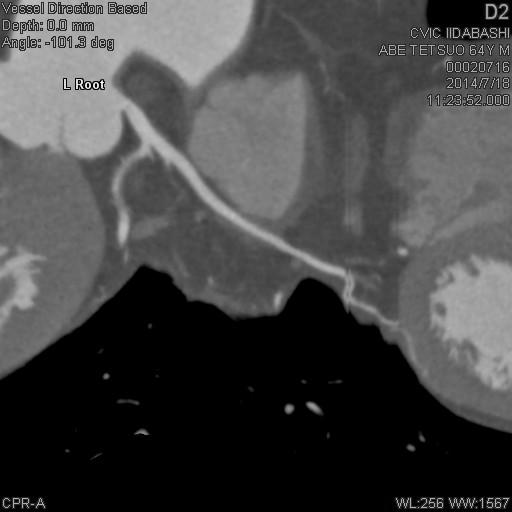 Vessel Direction Based
Depth: 0.0 mm
Angle: -101.3 deg
D2
CVIC IIDABASHI
ABE TETSUO 64Y M
00020716
2014/7/18
11:23:52.000
L Root
CPR-A
WL:256 WW:1567